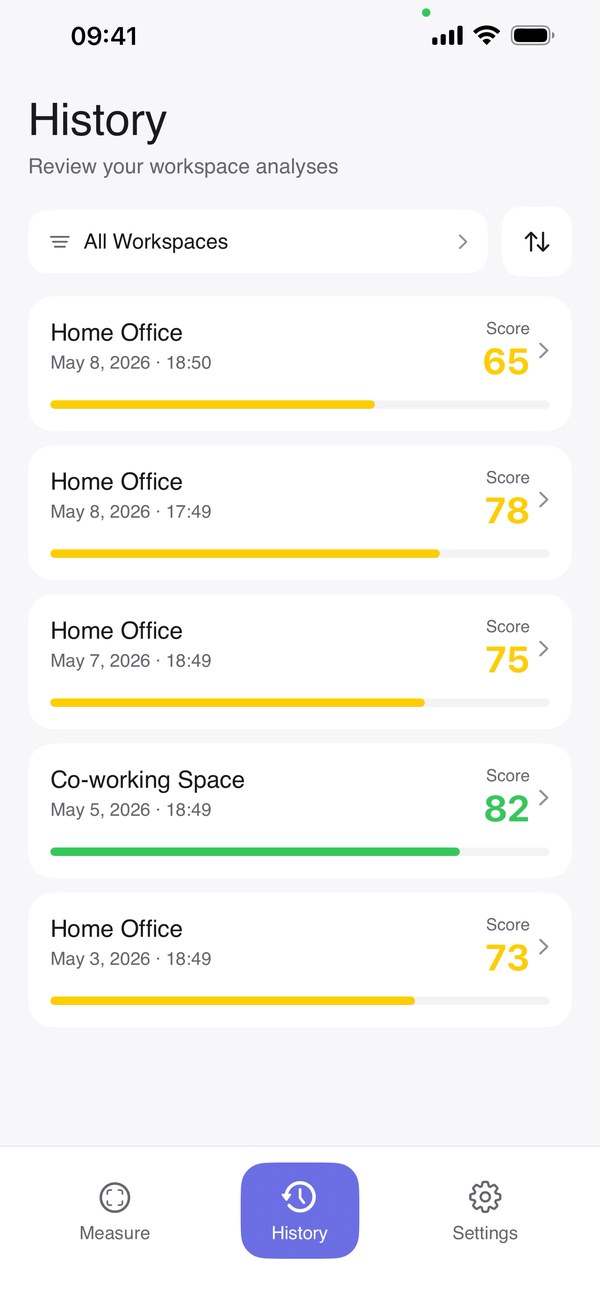 09:41
History
Review your workspace analyses
All Workspaces
Home Office
May 8, 2026 · 18:50
Score
65
Home Office
May 8, 2026 · 17:49
Score
78
Home Office
May 7, 2026 · 18:49
Score
75
Co-working Space
May 5, 2026 · 18:49
Score
82
Home Office
May 3, 2026 · 18:49
Score
73
Measure
History
Settings